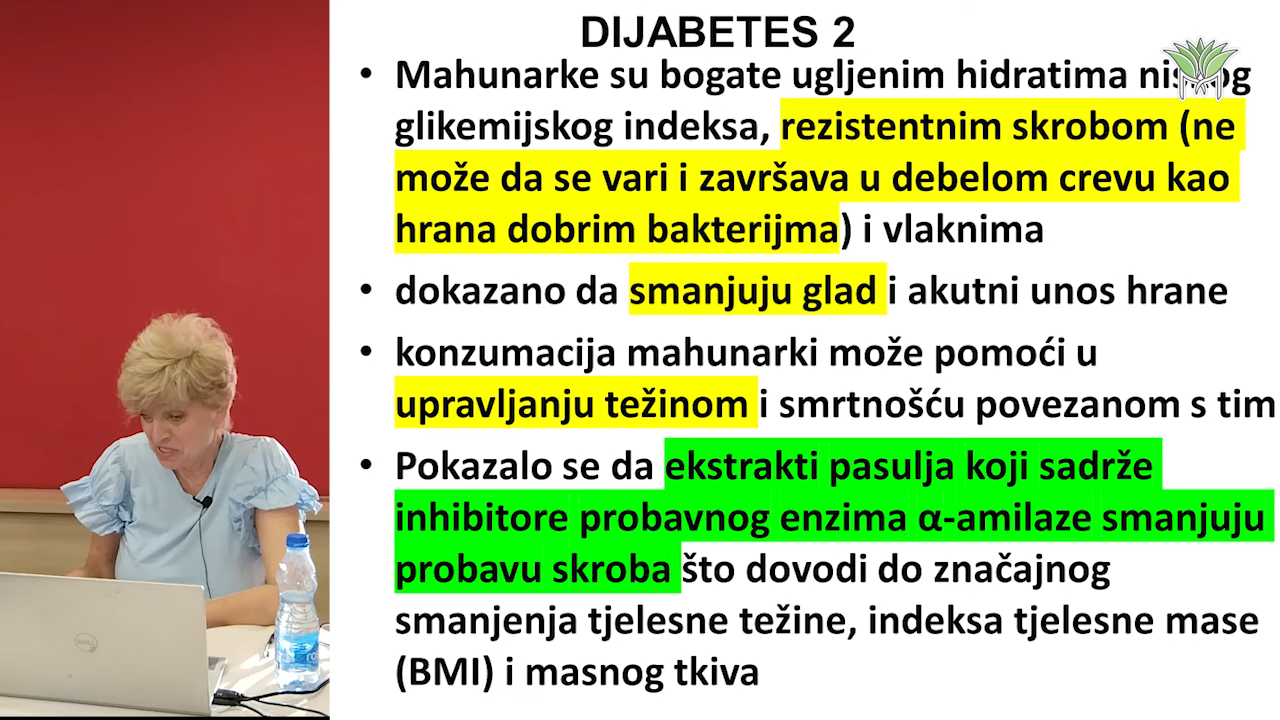 DIJABETES 2
• Mahunarke su bogate ugljenim hidratima niskog
glikemijskog indeksa, rezistentnim skrobom (ne
može da se vari i završava u debelom crevu kao
hrana dobrim bakterijma) i vlaknima
• dokazano da smanjuju glad i akutni unos hrane
• konzumacija mahunarki može pomoći u
upravljanju težinom i smrtnošću povezanom s tim
• Pokazalo se da ekstrakti pasulja koji sadrže
inhibitore probavnog enzima α-amilaze smanjuju
probavu skroba što dovodi do značajnog
smanjenja tjelesne težine, indeksa tjelesne mase
(BMI) i masnog tkiva